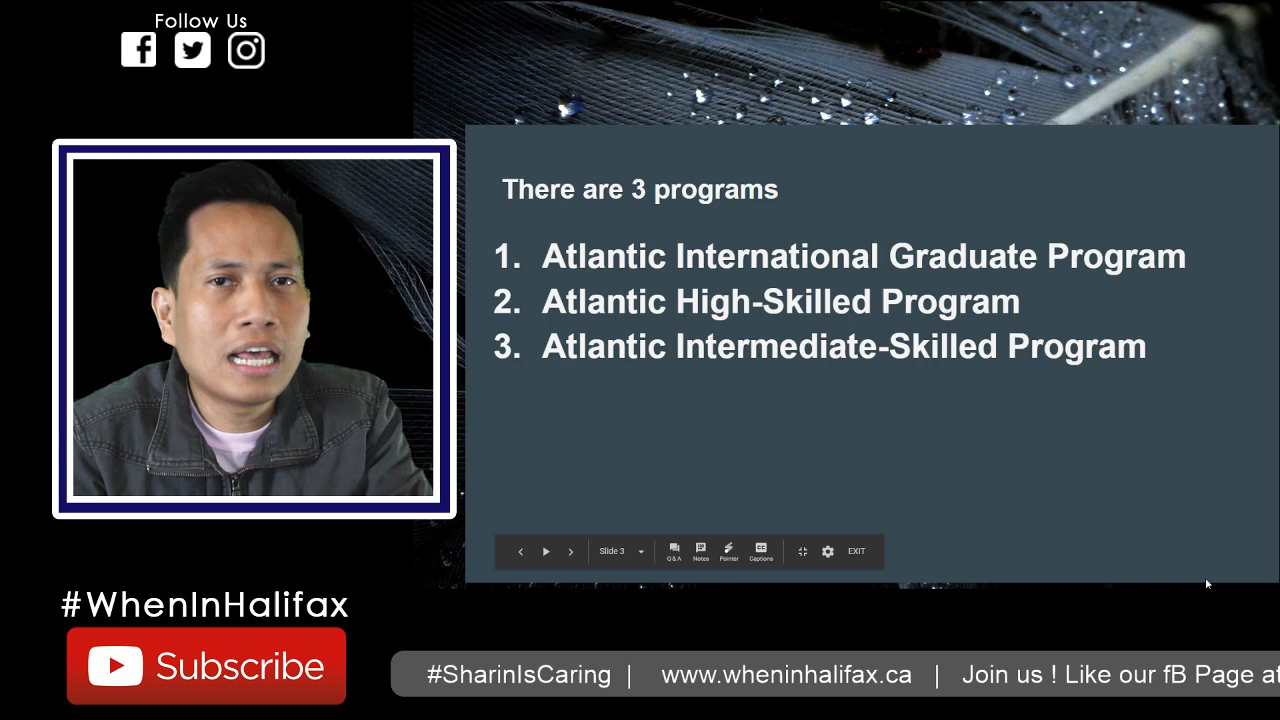 Follow Us
There are 3 programs
1. Atlantic International Graduate Program
2. Atlantic High-Skilled Program
3. Atlantic Intermediate-Skilled Program
Slide 3
Q&A
Notes
Pointer
CC
Captions
EXIT
#WhenInHalifax
Subscribe
#SharinIsCaring | www.wheninhalifax.ca | Join us ! Like our fB Page at